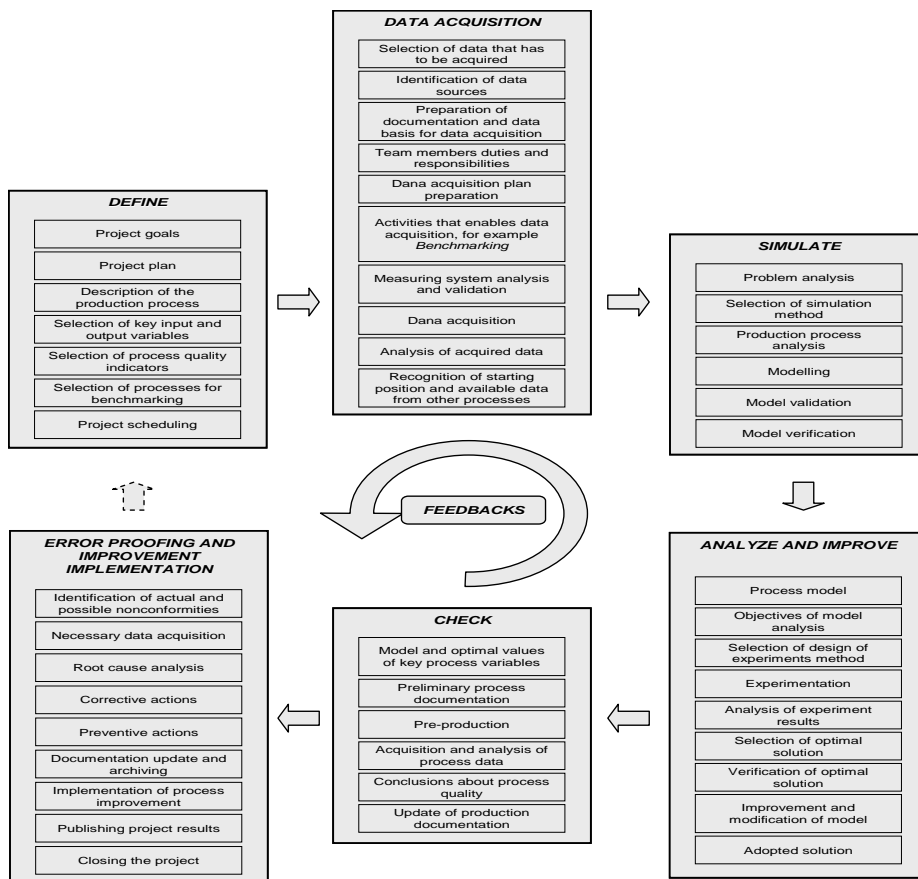 DEFINE
Project goals
Project plan
Description of the
production process
Selection of key input and
output variables
Selection of process quality
indicators
Selection of processes for
benchmarking
Project scheduling
DATA ACQUISITION
Selection of data that has
to be acquired
Identification of data
sources
Preparation of
documentation and data
basis for data acquisition
Team members duties and
responsibilities
Dana acquisition plan
preparation
Activities that enables data
acquisition, for example
Benchmarking
Measuring system analysis
and validation
Dana acquisition
Analysis of acquired data
Recognition of starting
position and available data
from other processes
SIMULATE
Problem analysis
Selection of simulation
method
Production process
analysis
Modelling
Model validation
Model verification
FEEDBACKS
ANALYZE AND IMPROVE
Process model
Objectives of model
analysis
Selection of design of
experiments method
Experimentation
Analysis of experiment
results
Selection of optimal
solution
Verification of optimal
solution
Improvement and
modification of model
Adopted solution
CHECK
Model and optimal values
of key process variables
Preliminary process
documentation
Pre-production
Acquisition and analysis of
process data
Conclusions about process
quality
Update of production
documentation
ERROR PROOFING AND
IMPROVEMENT
IMPLEMENTATION
Identification of actual and
possible nonconformities
Necessary data acquisition
Root cause analysis
Corrective actions
Preventive actions
Documentation update and
archiving
Implementation of process
improvement
Publishing project results
Closing the project